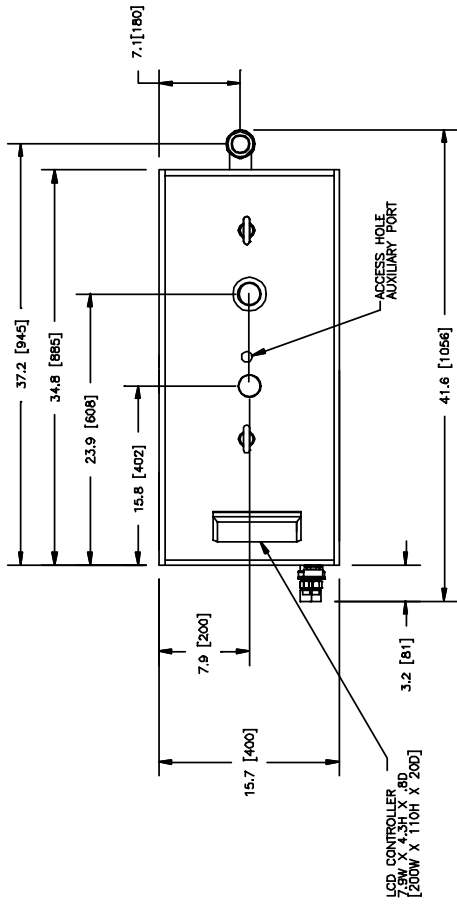 7.1[180]
37.2 [945]
34.8 [885]
23.9 [608]
15.8 [402]
ACCESS HOLE
AUXILIARY PORT
41.6 [1056]
7.9 [200]
3.2 [81]
15.7 [400]
LCD CONTROLLER
7.9W X 4.3H X .8D
[200W X 110H X 20D]